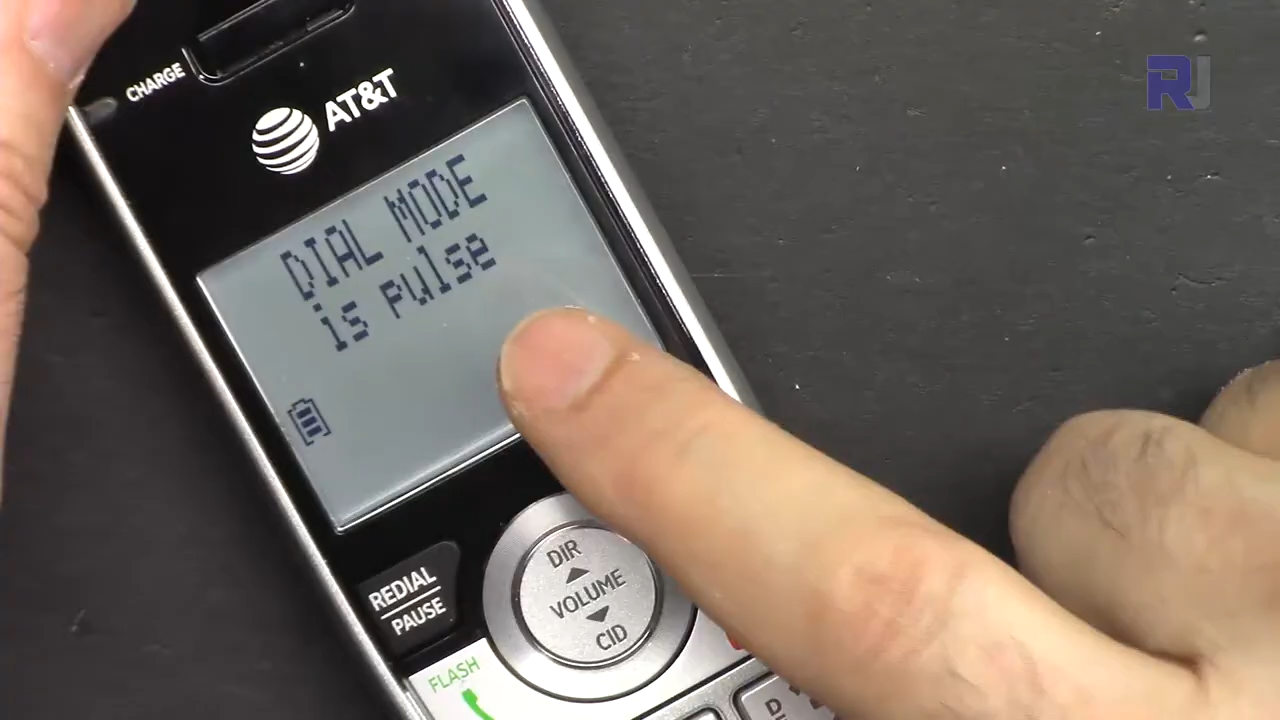 RJ
CHARGE
AT&T
DIAL MODE
is pulse
REDIAL
PAUSE
DIR
VOLUME
CID
FLASH